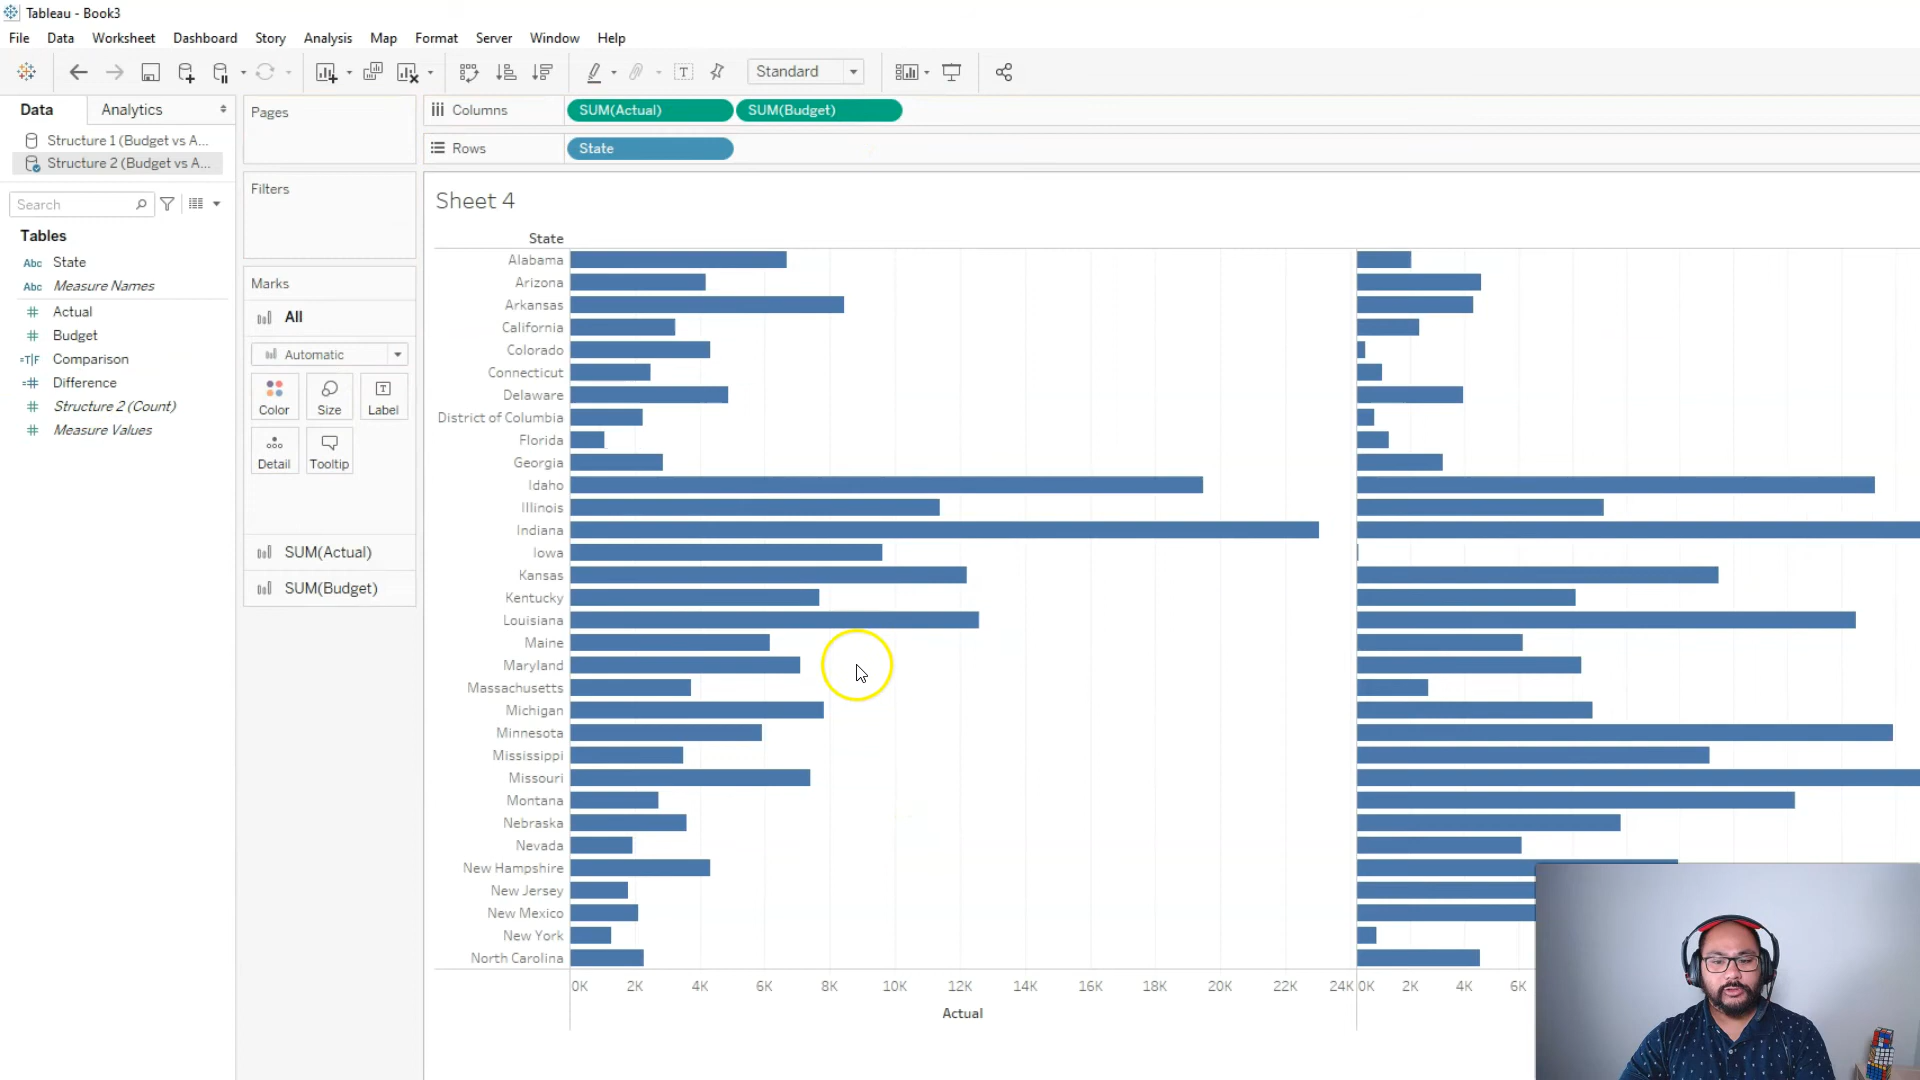 Tableau - Book3
File Data Worksheet Dashboard Story Analysis Map Format Server Window Help
Standard
Data Analytics
Structure 1 (Budget vs A...
Structure 2 (Budget vs A...
Search
Tables
Abc State
Abc Measure Names
# Actual
# Budget
=T|F Comparison
=# Difference
# Structure 2 (Count)
# Measure Values
Pages
Filters
Marks
All
Automatic
Color Size Label
Detail Tooltip
SUM(Actual)
SUM(Budget)
Columns SUM(Actual) SUM(Budget)
Rows State
Sheet 4
State
Alabama
Arizona
Arkansas
California
Colorado
Connecticut
Delaware
District of Columbia
Florida
Georgia
Idaho
Illinois
Indiana
Iowa
Kansas
Kentucky
Louisiana
Maine
Maryland
Massachusetts
Michigan
Minnesota
Mississippi
Missouri
Montana
Nebraska
Nevada
New Hampshire
New Jersey
New Mexico
New York
North Carolina
0K 2K 4K 6K 8K 10K 12K 14K 16K 18K 20K 22K 24K 0K 2K 4K 6K
Actual